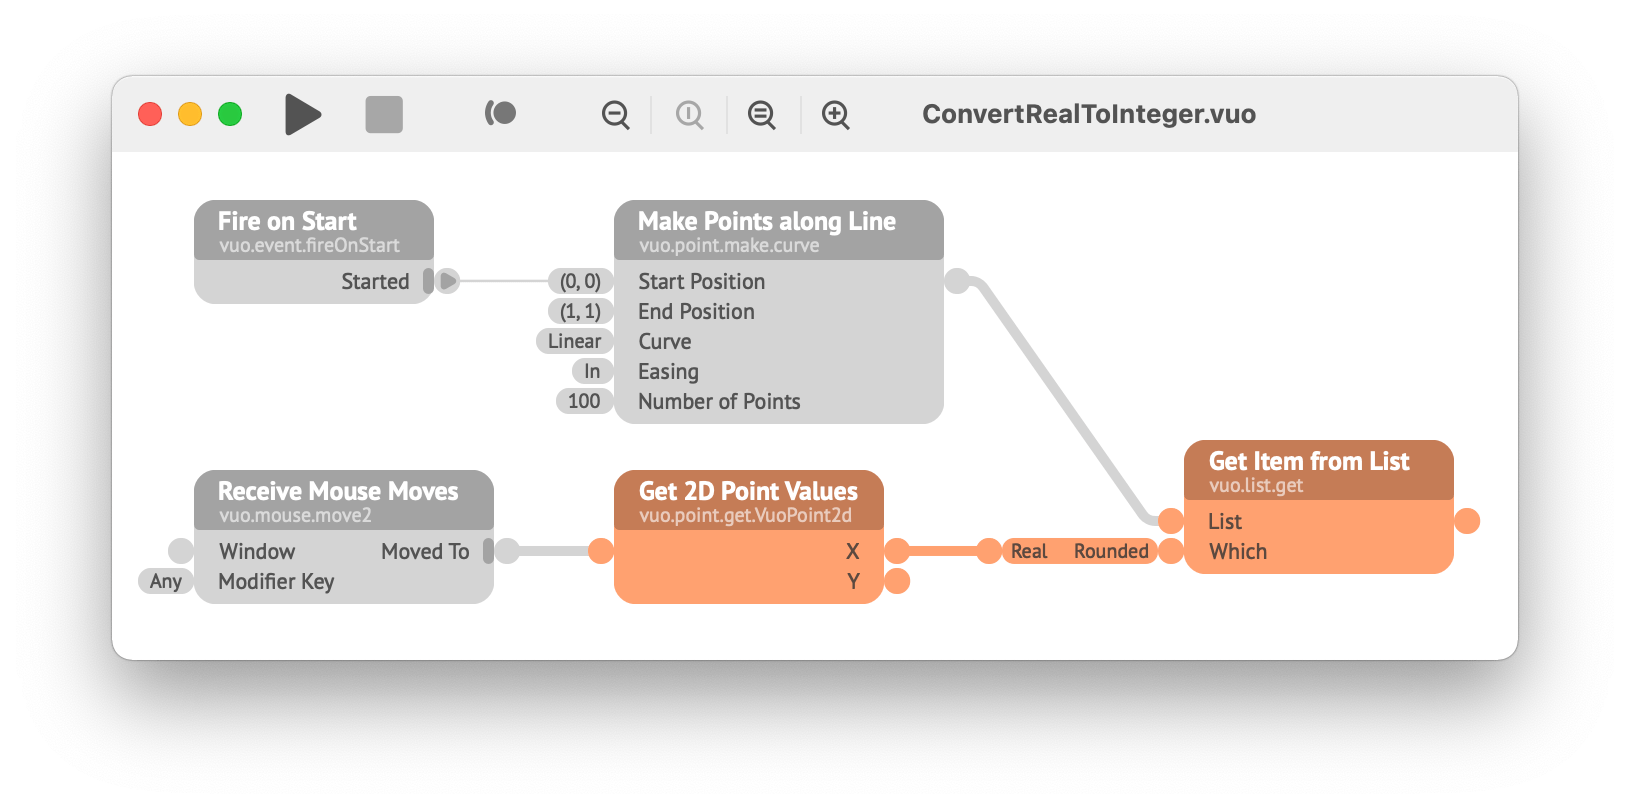 ConvertRealToInteger.vuo
Fire on Start
vuo.event.fireOnStart
Started
Make Points along Line
vuo.point.make.curve
(0, 0) Start Position
(1, 1) End Position
Linear Curve
In Easing
100 Number of Points
Receive Mouse Moves
vuo.mouse.move2
Window Moved To
Any Modifier Key
Get 2D Point Values
vuo.point.get.VuoPoint2d
X
Y
Real Rounded
Get Item from List
vuo.list.get
List
Which